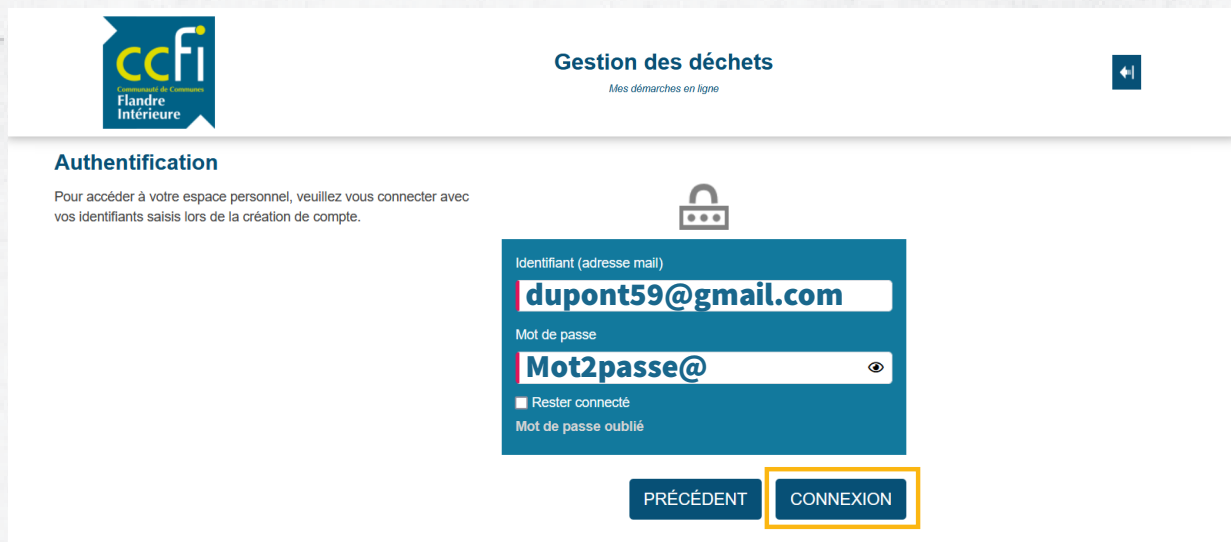 ccfi
Communauté de Communes
Flandre
Intérieure
Gestion des déchets
Mes démarches en ligne
Authentification
Pour accéder à votre espace personnel, veuillez vous connecter avec
vos identifiants saisis lors de la création de compte.
Identifiant (adresse mail)
dupont59@gmail.com
Mot de passe
Mot2passe@
Rester connecté
Mot de passe oublié
PRÉCÉDENT
CONNEXION